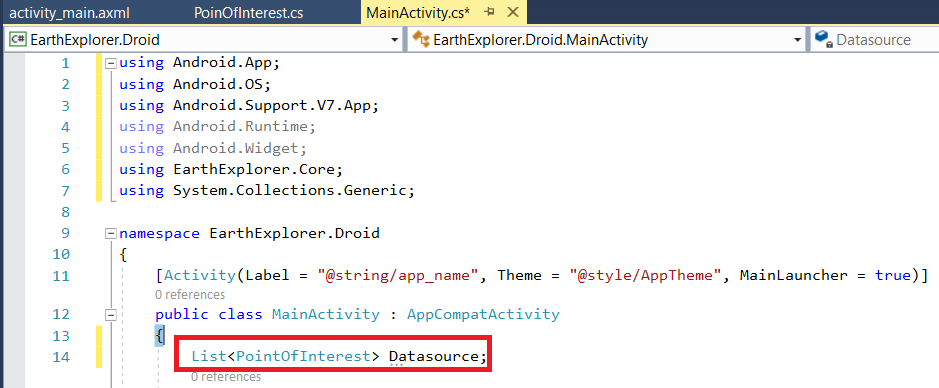 activity_main.axml PoinOfInterest.cs MainActivity.cs*
C# EarthExplorer.Droid EarthExplorer.Droid.MainActivity Datasource
1 using Android.App;
2 using Android.OS;
3 using Android.Support.V7.App;
4 using Android.Runtime;
5 using Android.Widget;
6 using EarthExplorer.Core;
7 using System.Collections.Generic;
8
9 namespace EarthExplorer.Droid
10 {
11 [Activity(Label = "@string/app_name", Theme = "@style/AppTheme", MainLauncher = true)]
0 references
12 public class MainActivity : AppCompatActivity
13 {
14 List<PointOfInterest> Datasource;
0 references